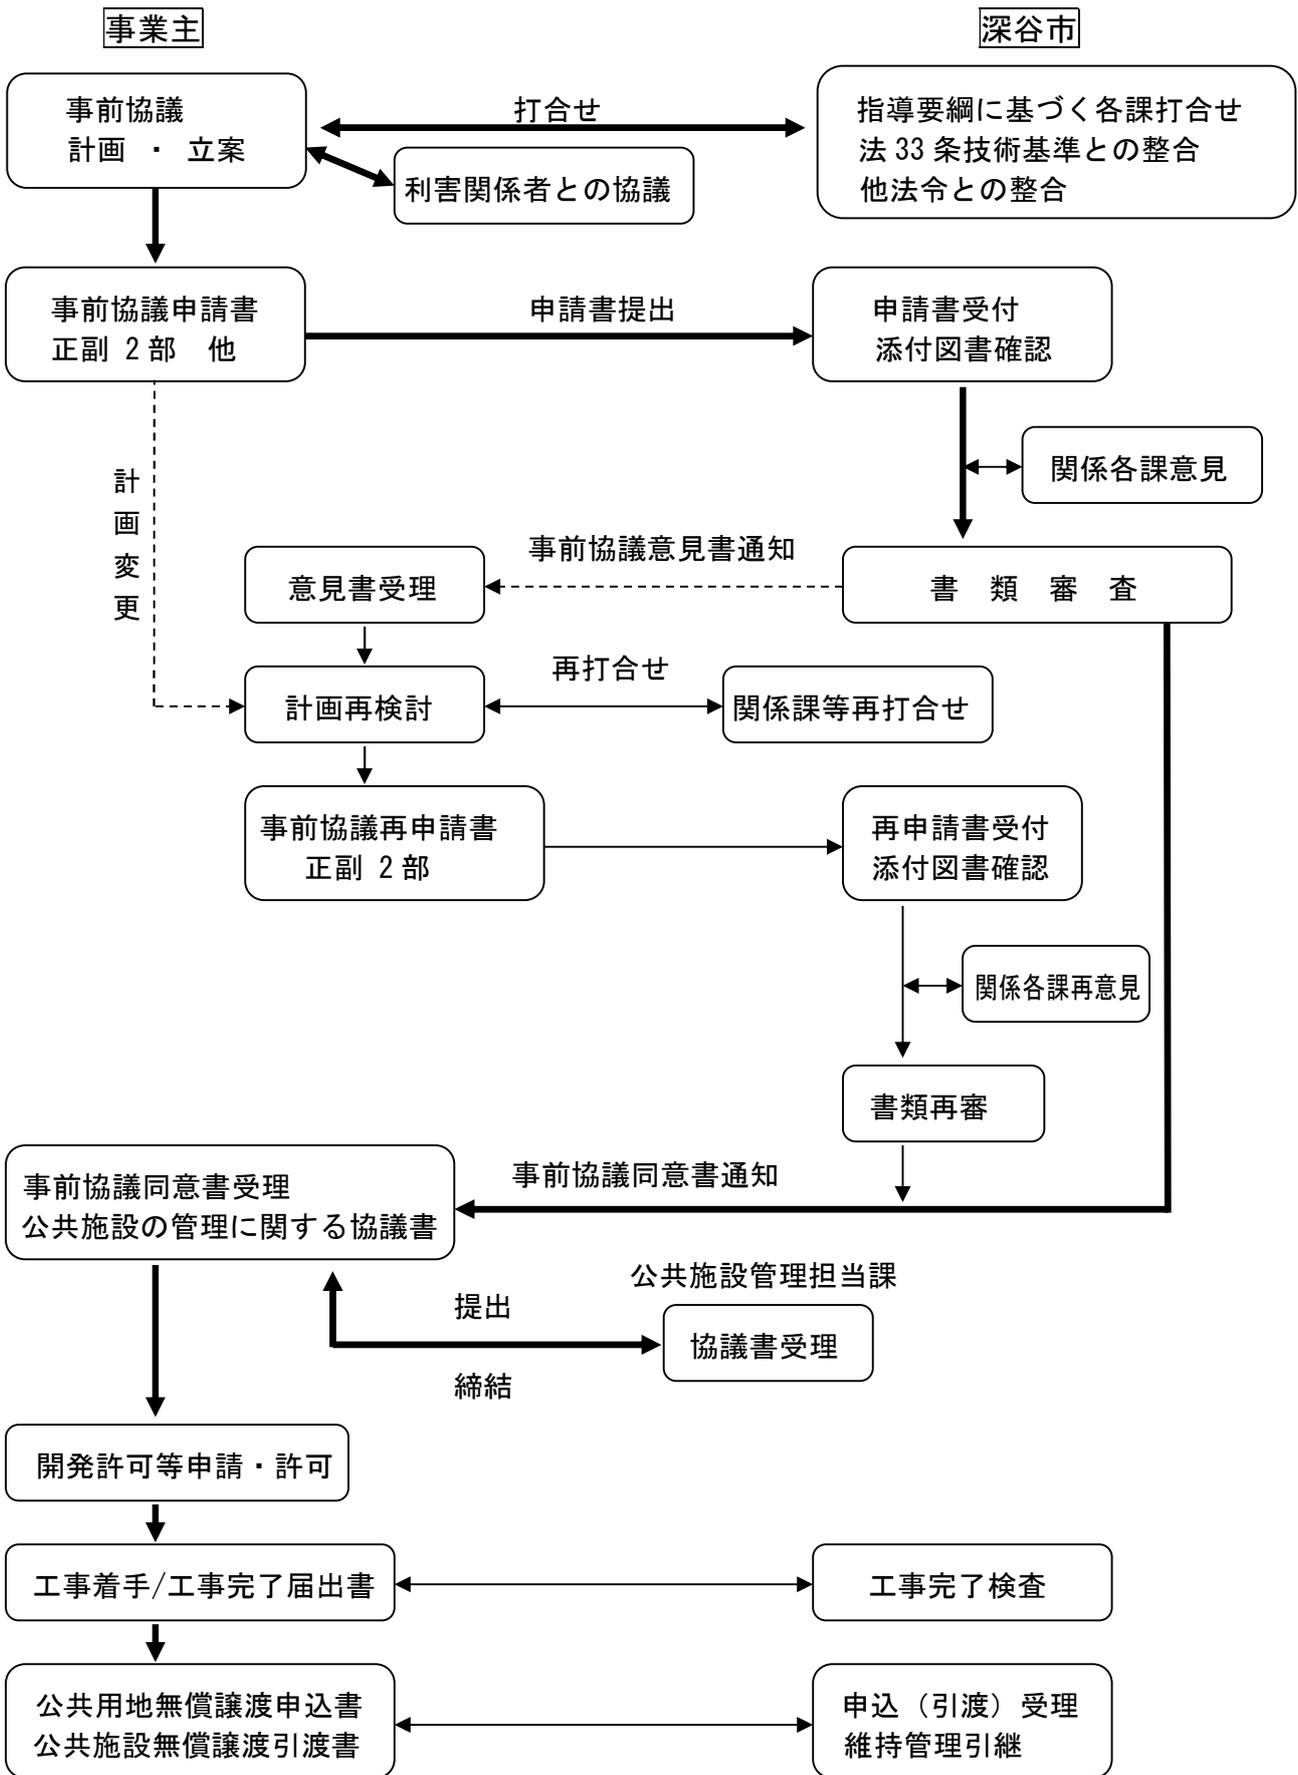 事業主
深谷市
事前協議
計画 ・ 立案
打合せ
利害関係者との協議
指導要綱に基づく各課打合せ
法33条技術基準との整合
他法令との整合
事前協議申請書
正副 2部 他
申請書提出
申請書受付
添付図書確認
関係各課意見
計画変更
事前協議意見書通知
意見書受理
書 類 審 査
計画再検討
再打合せ
関係課等再打合せ
事前協議再申請書
正副 2部
再申請書受付
添付図書確認
関係各課再意見
書類再審
事前協議同意書受理
公共施設の管理に関する協議書
事前協議同意書通知
公共施設管理担当課
提出
協議書受理
締結
開発許可等申請・許可
工事着手/工事完了届出書
工事完了検査
公共用地無償譲渡申込書
公共施設無償譲渡引渡書
申込（引渡）受理
維持管理引継